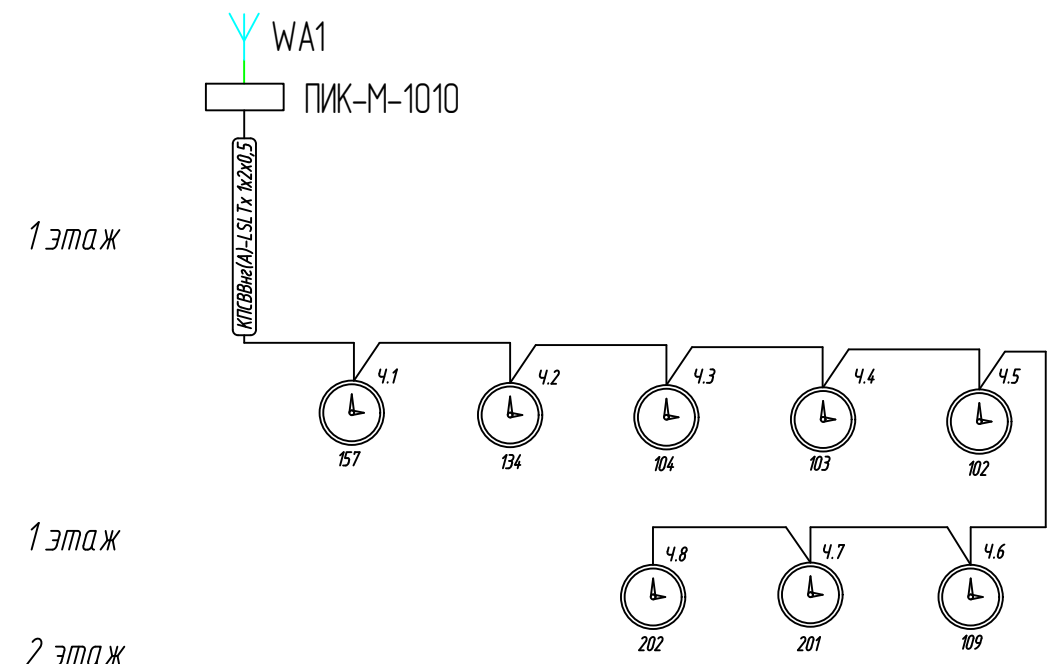 WA1
ПИК-М-1010
КПСВВнг(А)-LSLTx 1x2x0,5
1 этаж
Ч.1
Ч.2
Ч.3
Ч.4
Ч.5
157
134
104
103
102
1 этаж
Ч.8
Ч.7
Ч.6
202
201
109
2 этаж